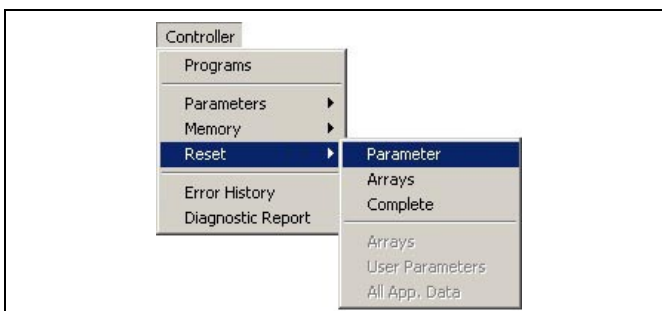 Controller
Programs
Parameters
Memory
Reset
Error History
Diagnostic Report
Parameter
Arrays
Complete
Arrays
User Parameters
All App. Data